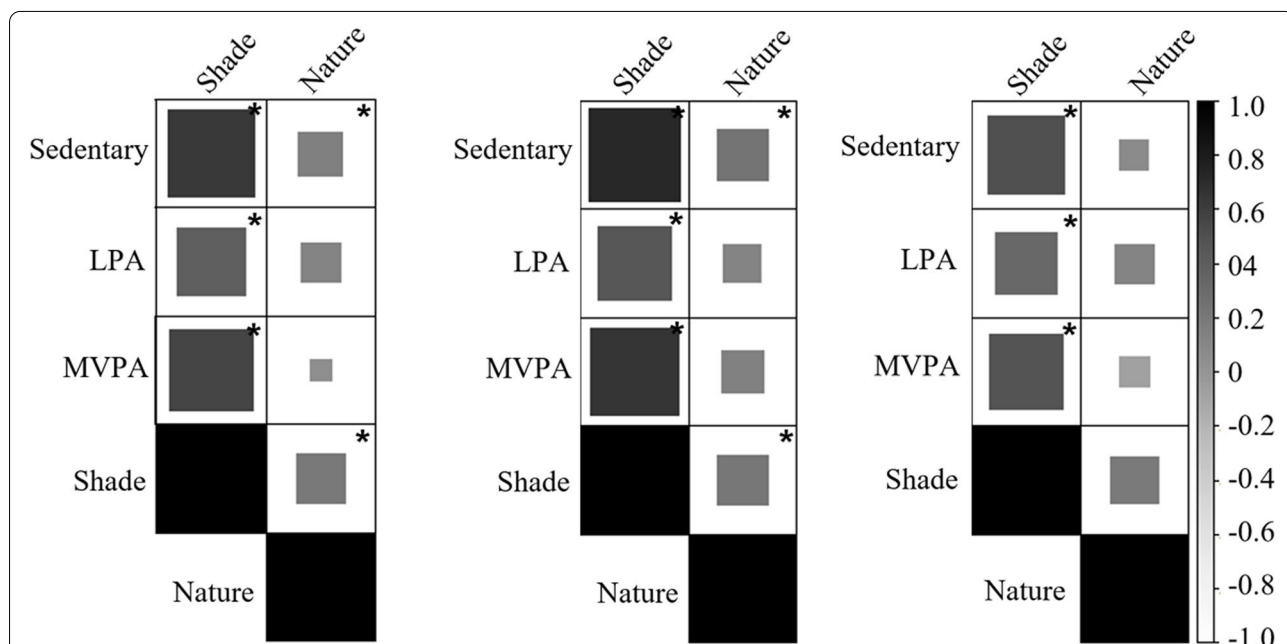 Shade Nature
Sedentary * *
LPA *
MVPA *
Shade *
Nature
Shade Nature
Sedentary * *
LPA *
MVPA *
Shade *
Nature
Shade Nature
Sedentary *
LPA *
MVPA *
Shade
Nature
1.0
0.8
0.6
04
0.2
0
-0.2
-0.4
-0.6
-0.8
-1.0